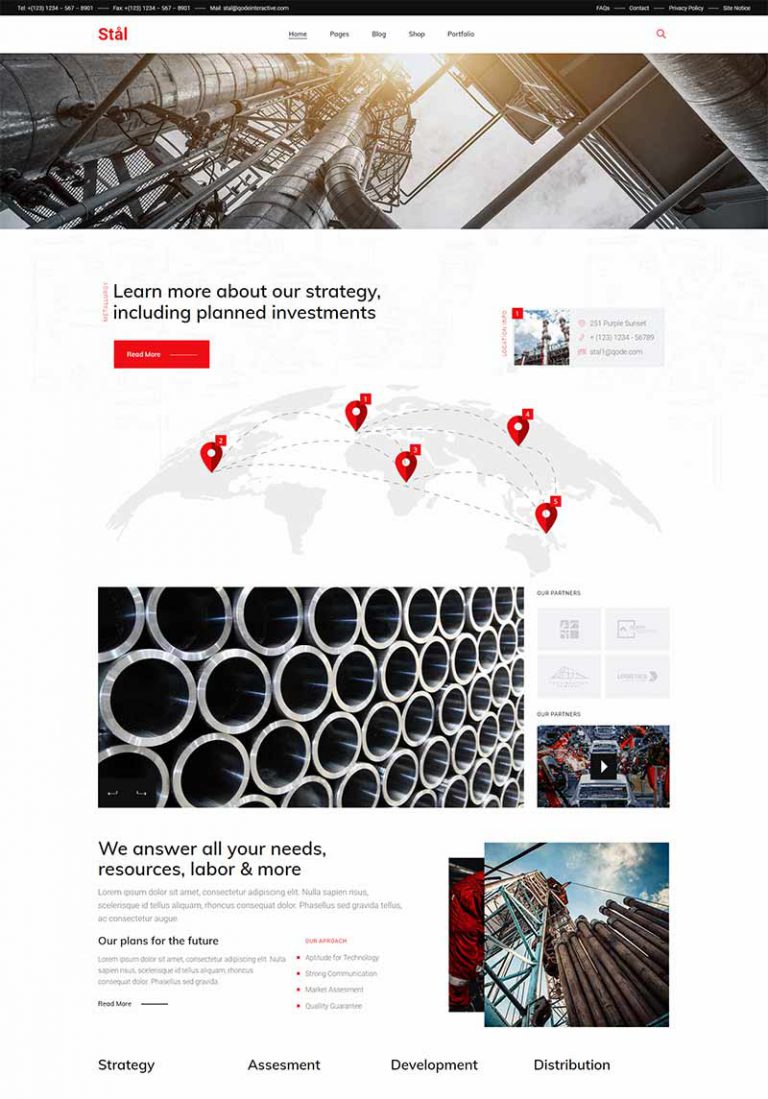 Tel: +(123) 1234 – 567 – 8901 Fax: +(123) 1234 – 567 – 8901 Mail: stal@qodeinteractive.com FAQs Contact Privacy Policy Site Notice
Stål Home Pages Blog Shop Portfolio
METALLURGY
Learn more about our strategy,
including planned investments
Read More
LOCATION INFO
1
251 Purple Sunset
+ (123) 1234 - 56789
stal1@qode.com
1
2
3
4
5
OUR PARTNERS
LOGISTICS
OUR PARTNERS
We answer all your needs,
resources, labor & more
Lorem ipsum dolor sit amet, consectetur adipiscing elit. Nulla sapien risus,
scelerisque id tellus aliquam, rhoncus consequat dolor. Phasellus sed gravida tellus,
ac consectetur augue
Our plans for the future
Lorem ipsum dolor sit amet, consectetur adipiscing elit. Nulla
sapien risus, scelerisque id tellus aliquam, rhoncus
consequat dolor. Phasellus sed gravida.
Read More
OUR APROACH
Aptitude for Technology
Strong Communication
Market Assesment
Quality Guarantee
Strategy Assesment Development Distribution